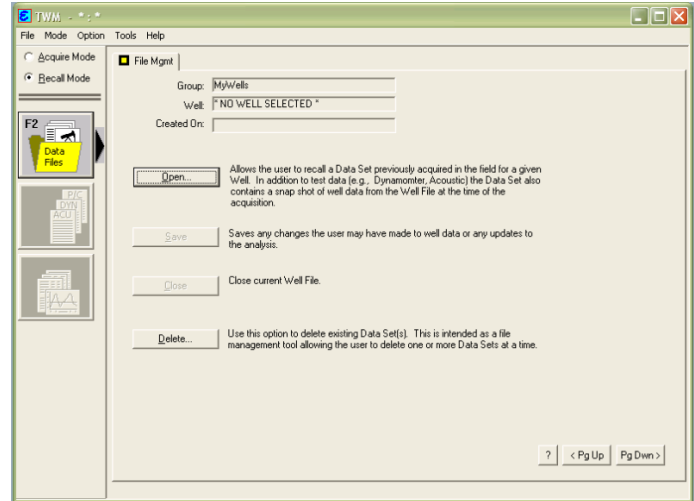 TWM - * : *
File Mode Option Tools Help
Acquire Mode
Recall Mode
F2
Data
Files
P/C
DYN
ACU
File Mgmt
Group: MyWells
Well: * NO WELL SELECTED *
Created On:
Open...
Allows the user to recall a Data Set previously acquired in the field for a given
Well. In addition to test data (e.g., Dynamomter, Acoustic) the Data Set also
contains a snap shot of well data from the Well File at the time of the
acquisition.
Save
Saves any changes the user may have made to well data or any updates to
the analysis.
Close
Close current Well File.
Delete...
Use this option to delete existing Data Set(s). This is intended as a file
management tool allowing the user to delete one or more Data Sets at a time.
? < Pg Up Pg Dwn >